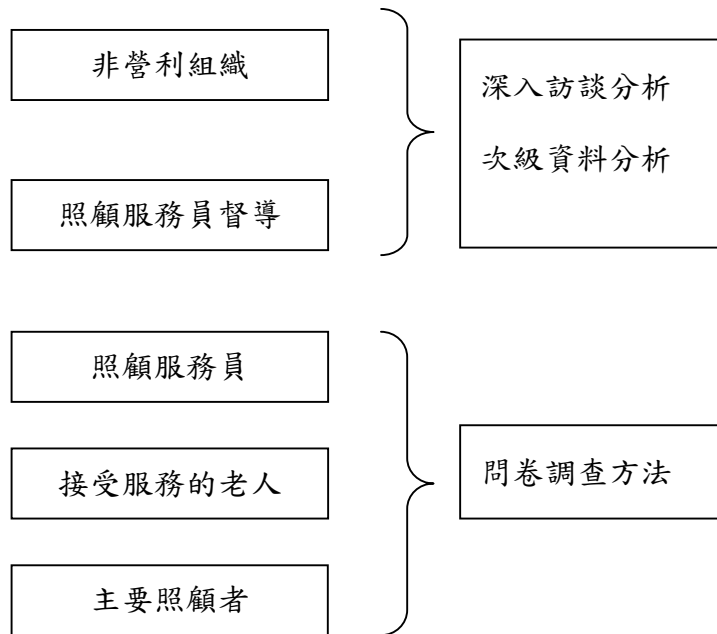 非營利組織
照顧服務員督導
深入訪談分析
次級資料分析
照顧服務員
接受服務的老人
主要照顧者
問卷調查方法